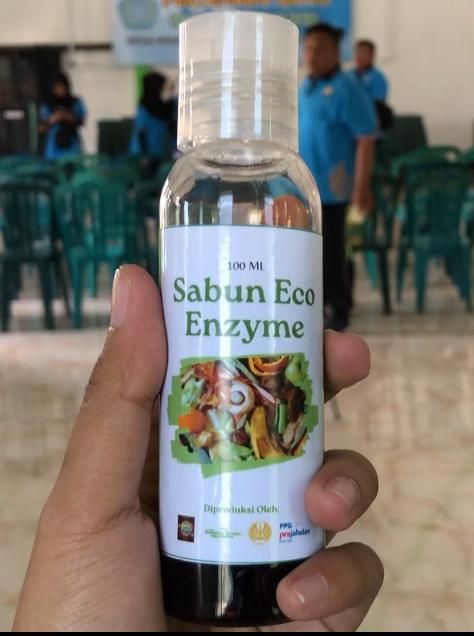 100 ML
Sabun Eco
Enzyme
Diproduksi Oleh:
PPG
prajabatan